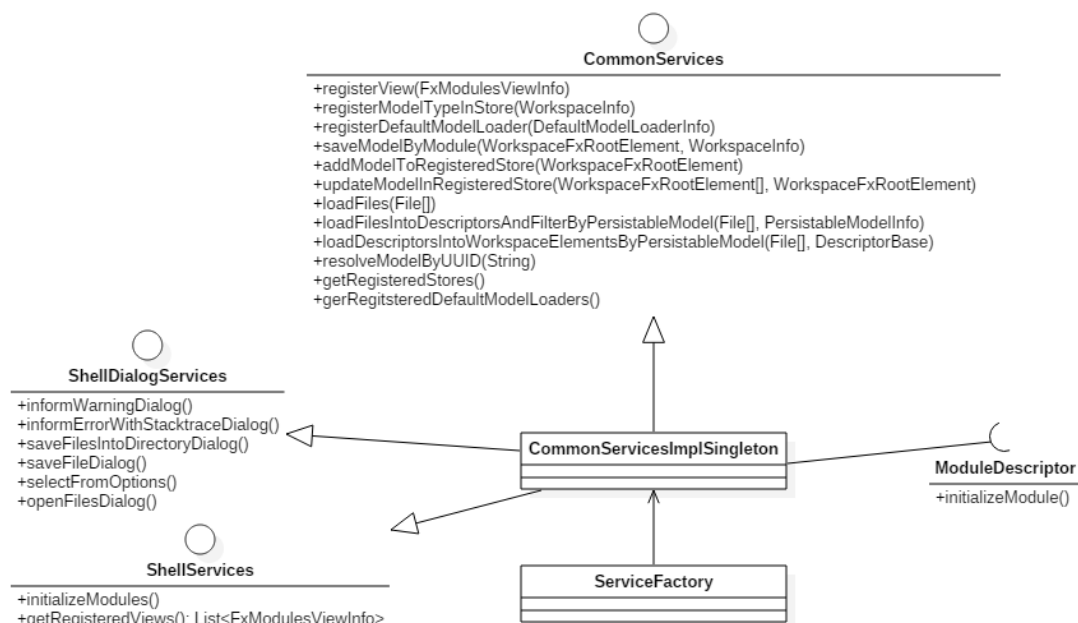 CommonServices
+registerView(FxModulesViewInfo)
+registerModelTypeInStore(WorkspaceInfo)
+registerDefaultModelLoader(DefaultModelLoaderInfo)
+saveModelByModule(WorkspaceFxRootElement, WorkspaceInfo)
+addModelToRegisteredStore(WorkspaceFxRootElement)
+updateModelInRegisteredStore(WorkspaceFxRootElement[], WorkspaceFxRootElement)
+loadFiles(File[])
+loadFilesIntoDescriptorsAndFilterByPersistableModel(File[], PersistableModelInfo)
+loadDescriptorsIntoWorkspaceElementsByPersistableModel(File[], DescriptorBase)
+resolveModelByUUID(String)
+getRegisteredStores()
+gerRegitsteredDefaultModelLoaders()
ShellDialogServices
+informWarningDialog()
+informErrorWithStacktraceDialog()
+saveFilesIntoDirectoryDialog()
+saveFileDialog()
+selectFromOptions()
+openFilesDialog()
CommonServicesImplSingleton
ModuleDescriptor
+initializeModule()
ShellServices
+initializeModules()
+getRegisteredViews(): List<FxModulesViewInfo>
ServiceFactory